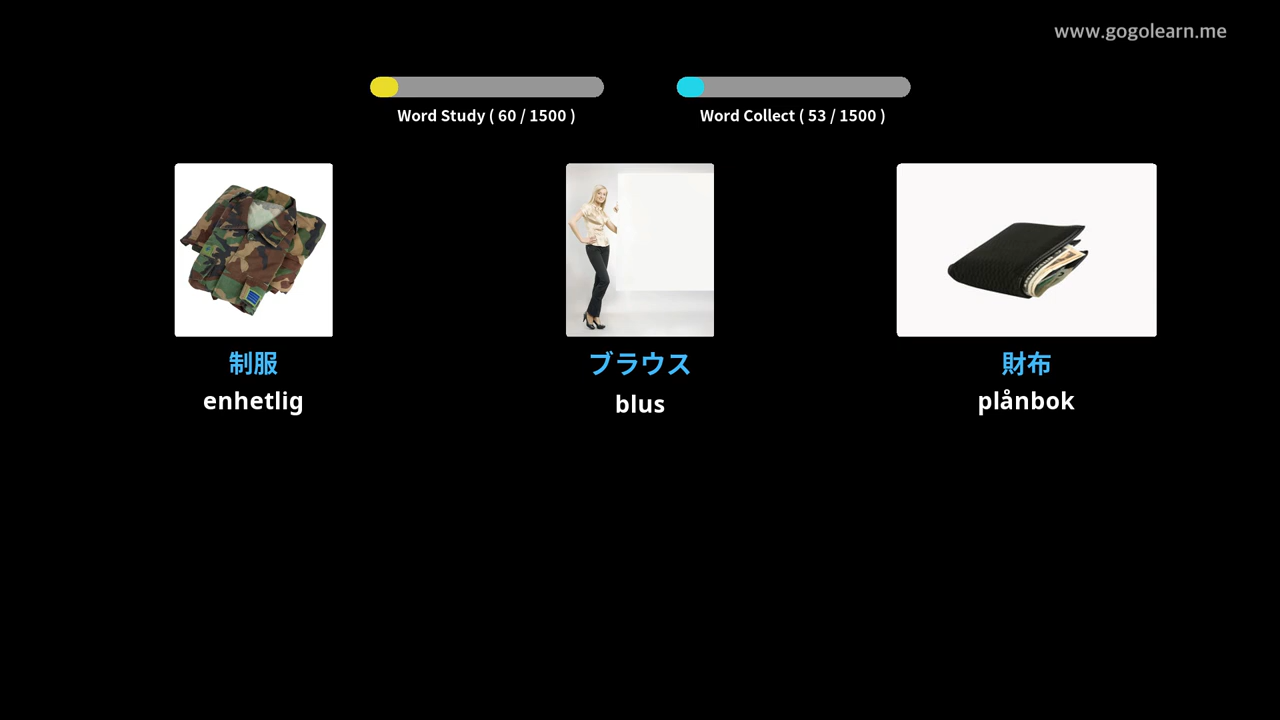 www.gogolearn.me
Word Study ( 60 / 1500 )
Word Collect ( 53 / 1500 )
制服
enhetlig
ブラウス
blus
財布
plånbok